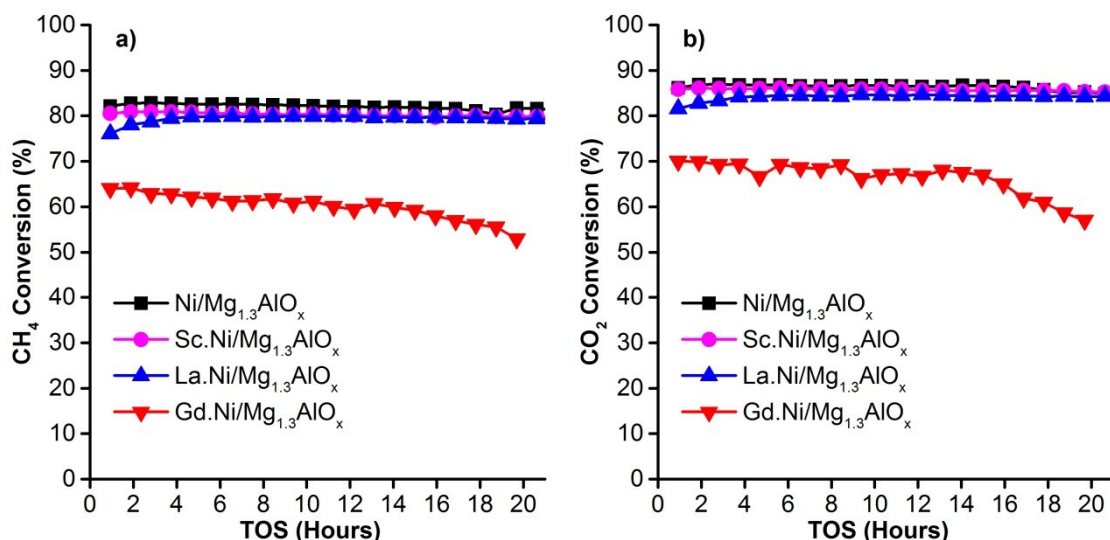 a)
CH₄ Conversion (%)
100
90
80
70
60
50
40
30
20
10
0
Ni/Mg₁.₃AlOₓ
Sc.Ni/Mg₁.₃AlOₓ
La.Ni/Mg₁.₃AlOₓ
Gd.Ni/Mg₁.₃AlOₓ
0 2 4 6 8 10 12 14 16 18 20
TOS (Hours)
b)
CO₂ Conversion (%)
100
90
80
70
60
50
40
30
20
10
0
Ni/Mg₁.₃AlOₓ
Sc.Ni/Mg₁.₃AlOₓ
La.Ni/Mg₁.₃AlOₓ
Gd.Ni/Mg₁.₃AlOₓ
0 2 4 6 8 10 12 14 16 18 20
TOS (Hours)